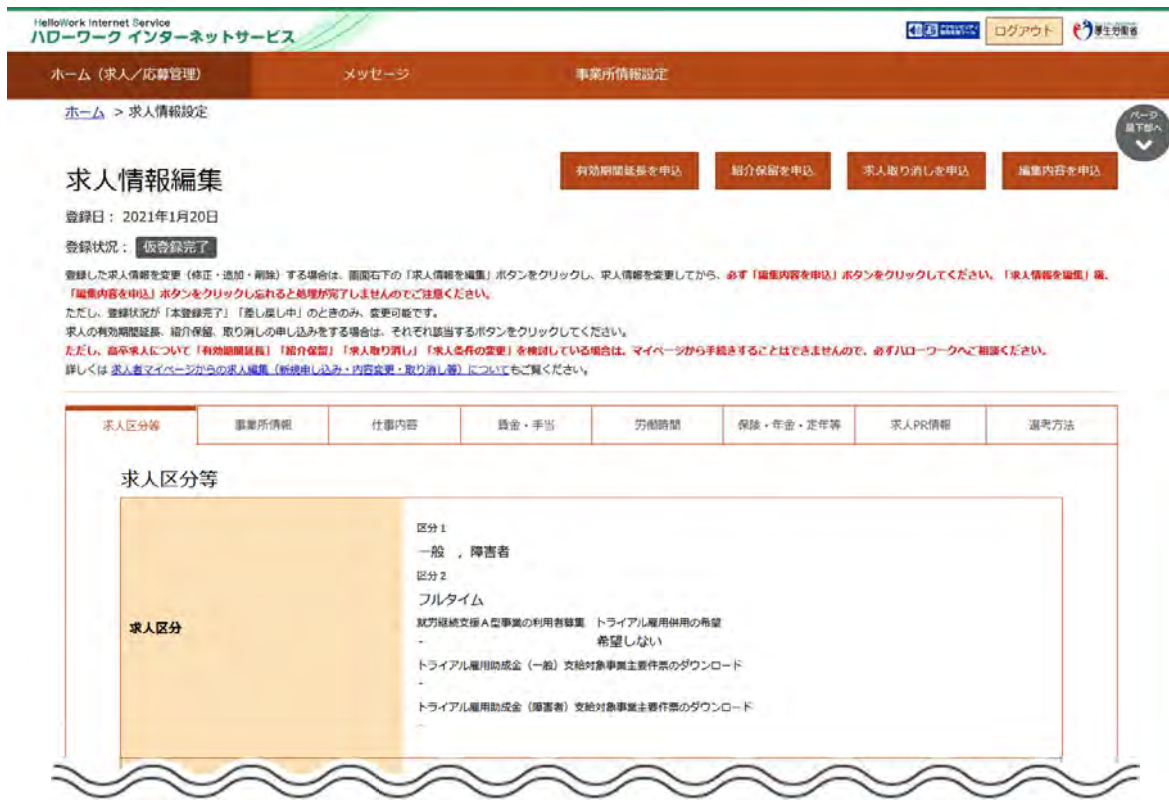 HelloWork Internet Service
ハローワーク インターネットサービス
ログアウト
厚生労働省
ホーム（求人／応募管理）
メッセージ
事業所情報設定
ホーム > 求人情報設定
ページ
最下部へ
求人情報編集
有効期間延長を申込
紹介保留を申込
求人取り消しを申込
編集内容を申込
登録日： 2021年1月20日
登録状況： 仮登録完了
登録した求人情報を変更（修正・追加・削除）する場合は、画面右下の「求人情報を編集」ボタンをクリックし、求人情報を変更してから、必ず「編集内容を申込」ボタンをクリックしてください。「求人情報を編集」後、
「編集内容を申込」ボタンをクリックし忘れると処理が完了しませんのでご注意ください。
ただし、登録状況が「本登録完了」「差し戻し中」のときのみ、変更可能です。
求人の有効期間延長、紹介保留、取り消しの申し込みをする場合は、それぞれ該当するボタンをクリックしてください。
ただし、高卒求人について「有効期間延長」「紹介保留」「求人取り消し」「求人条件の変更」を検討している場合は、マイページから手続きすることはできませんので、必ずハローワークへご相談ください。
詳しくは 求人者マイページからの求人編集（新規申し込み・内容変更・取り消し等）についてもご覧ください。
求人区分等
事業所情報
仕事内容
賃金・手当
労働時間
保険・年金・定年等
求人PR情報
選考方法
求人区分等
求人区分
区分1
一般 ，障害者
区分2
フルタイム
就労継続支援A型事業の利用者募集 トライアル雇用併用の希望
- 希望しない
トライアル雇用助成金（一般）支給対象事業主要件票のダウンロード
-
トライアル雇用助成金（障害者）支給対象事業主要件票のダウンロード
-